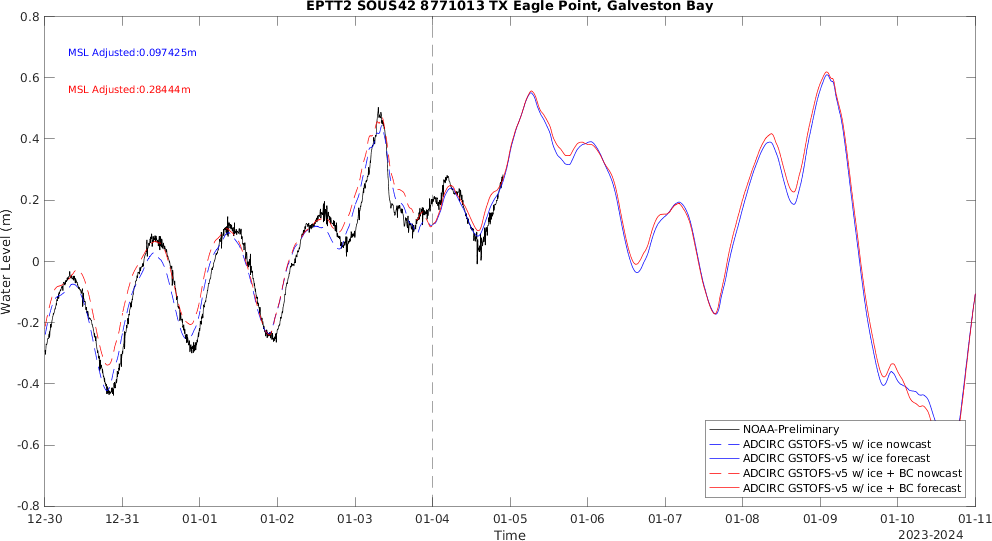 EPTT2 SOUS42 8771013 TX Eagle Point, Galveston Bay
0.8
0.6
0.4
0.2
0
-0.2
-0.4
-0.6
-0.8
Water Level (m)
MSL Adjusted:0.097425m
MSL Adjusted:0.28444m
NOAA-Preliminary
ADCIRC GSTOFS-v5 w/ ice nowcast
ADCIRC GSTOFS-v5 w/ ice forecast
ADCIRC GSTOFS-v5 w/ ice + BC nowcast
ADCIRC GSTOFS-v5 w/ ice + BC forecast
12-30 12-31 01-01 01-02 01-03 01-04 01-05 01-06 01-07 01-08 01-09 01-10 01-11
Time
2023-2024